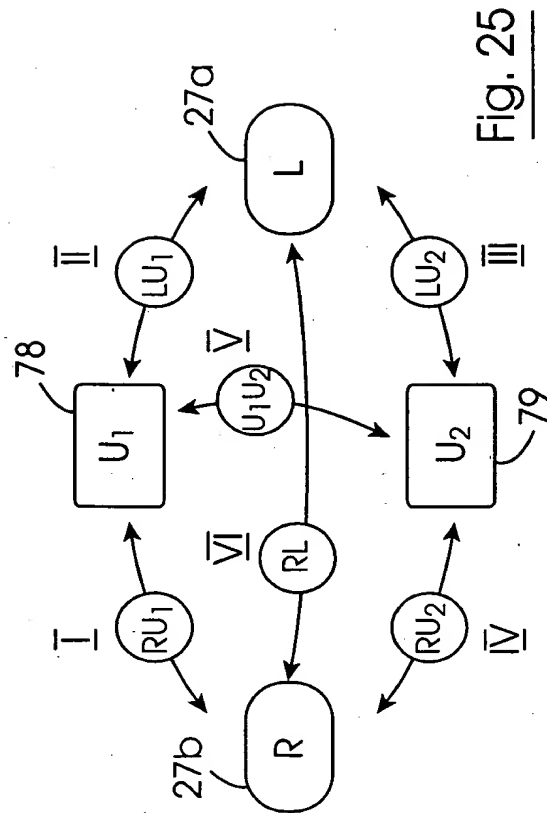 78
I
II
27b
27a
RU₁
U₁
LU₁
V
VI
U₁U₂
R
RL
L
RU₂
U₂
LU₂
IV
III
79
Fig. 25